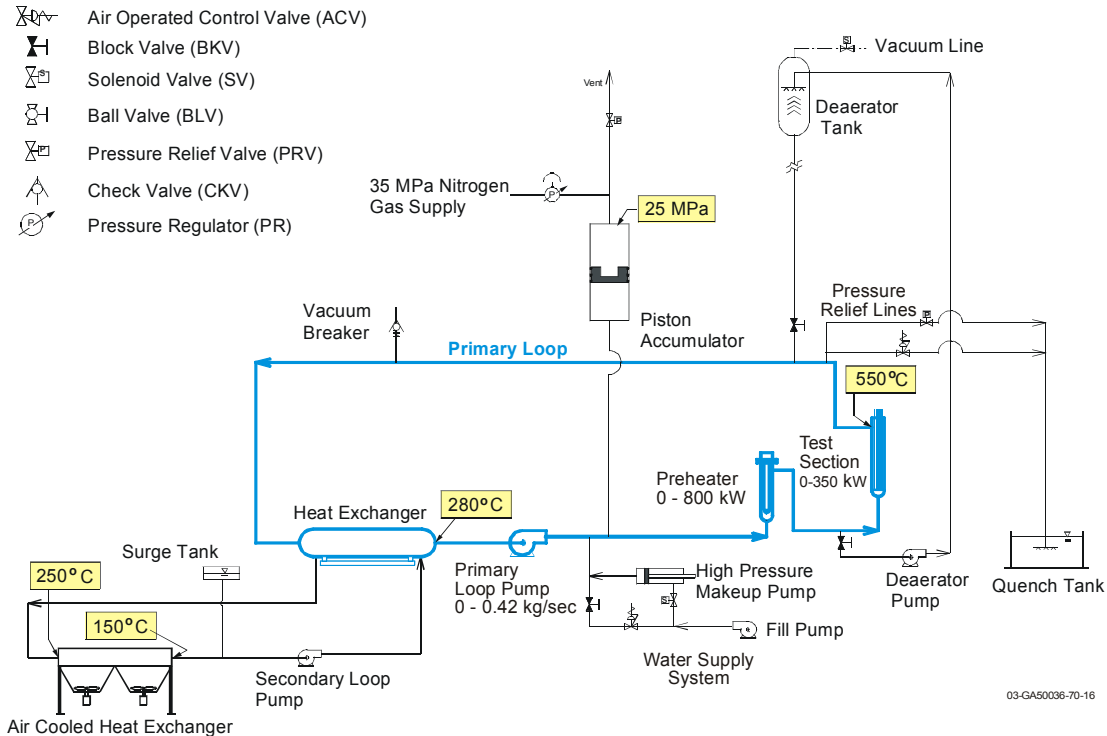 Air Operated Control Valve (ACV)
Block Valve (BKV)
S
Solenoid Valve (SV)
Ball Valve (BLV)
P
Pressure Relief Valve (PRV)
Check Valve (CKV)
P
Pressure Regulator (PR)
S
Vacuum Line
Vent
Deaerator
Tank
P
35 MPa Nitrogen
Gas Supply
P
25 MPa
Pressure
Relief Lines
P
Vacuum
Breaker
Piston
Accumulator
Primary Loop
550°C
Test
Section
0-350 kW
Preheater
0 - 800 kW
Heat Exchanger
280°C
Surge Tank
250°C
150°C
Primary
Loop Pump
0 - 0.42 kg/sec
High Pressure
Makeup Pump
S
Fill Pump
Water Supply
System
Deaerator
Pump
Quench Tank
Secondary Loop
Pump
Air Cooled Heat Exchanger
03-GA50036-70-16